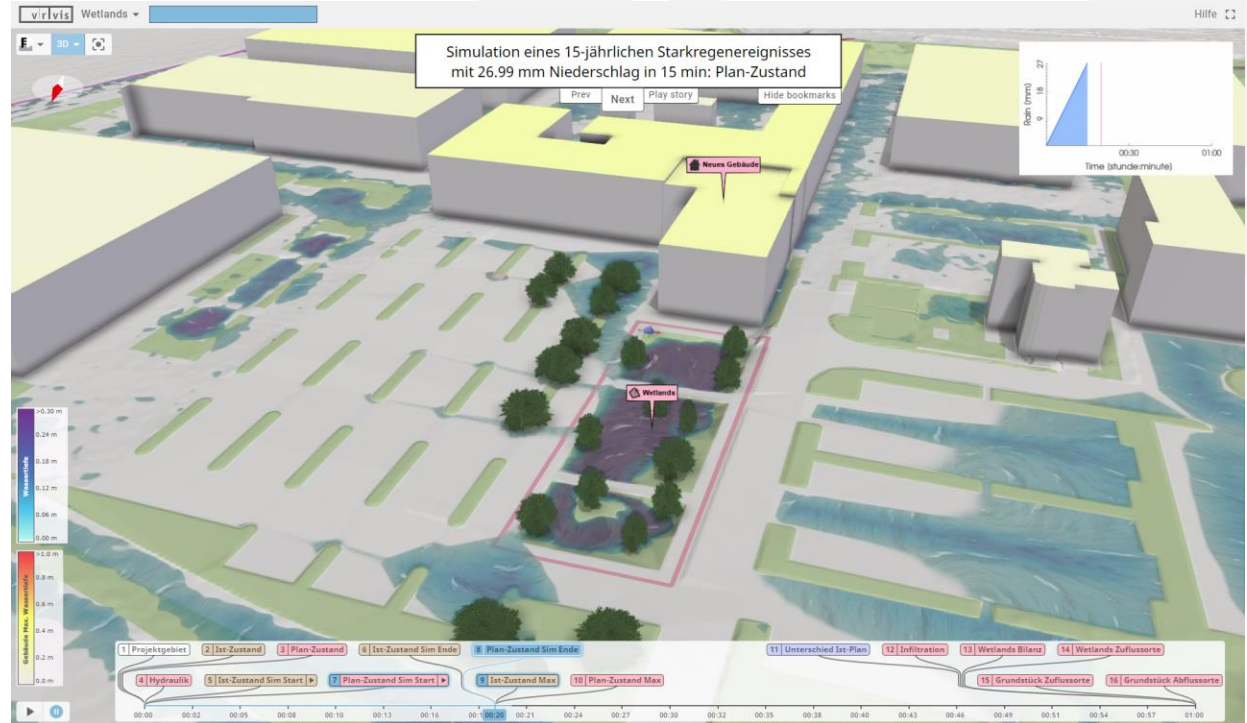 vrvis Wetlands
Hilfe
3D
Simulation eines 15-jährlichen Starkregenereignisses
mit 26.99 mm Niederschlag in 15 min: Plan-Zustand
Prev Next Play story Hide bookmarks
Rain (mm)
27
18
9
00:30 01:00
Time (stunde:minute)
Neues Gebäude
Wetlands
Wassertiefe
>0.30 m
0.24 m
0.18 m
0.12 m
0.06 m
0.00 m
Gebäude Max. Wassertiefe
>1.0 m
0.8 m
0.6 m
0.4 m
0.2 m
0.0 m
1 Projektgebiet 2 Ist-Zustand 3 Plan-Zustand 6 Ist-Zustand Sim Ende 8 Plan-Zustand Sim Ende 11 Unterschied Ist-Plan 12 Infiltration 13 Wetlands Bilanz 14 Wetlands Zuflussorte
4 Hydraulik 5 Ist-Zustand Sim Start 7 Plan-Zustand Sim Start 9 Ist-Zustand Max 10 Plan-Zustand Max 15 Grundstück Zuflussorte 16 Grundstück Abflussorte
00:00 00:02 00:05 00:08 00:10 00:13 00:16 00:20 00:21 00:24 00:27 00:30 00:32 00:35 00:38 00:40 00:43 00:46 00:49 00:51 00:54 00:57 01:00